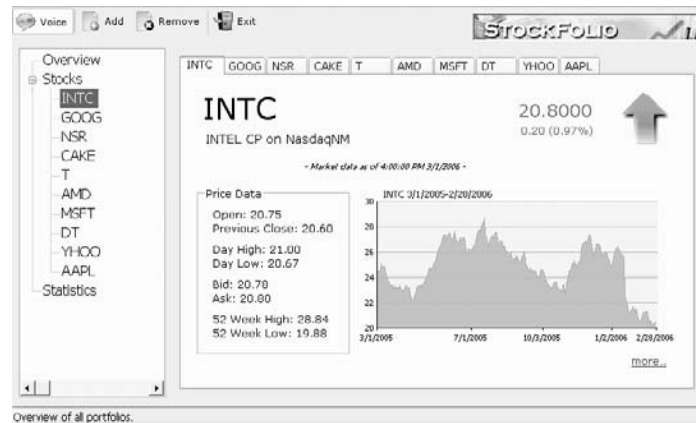 Voice Add Remove Exit
STOCKFOLIO
Overview
Stocks
INTC
GOOG
NSR
CAKE
T
AMD
MSFT
DT
YHOO
AAPL
Statistics
INTC GOOG NSR CAKE T AMD MSFT DT YHOO AAPL
INTC
20.8000
0.20 (0.97%)
INTEL CP on NasdaqNM
- Market data as of 4:00:00 PM 3/1/2006 -
Price Data
Open: 20.75
Previous Close: 20.60
Day High: 21.00
Day Low: 20.67
Bid: 20.78
Ask: 20.80
52 Week High: 28.84
52 Week Low: 19.88
INTC 3/1/2005-2/28/2006
30
28
26
24
22
20
3/1/2005 7/1/2005 10/3/2005 1/2/2006 2/28/2006
more..
Overview of all portfolios.